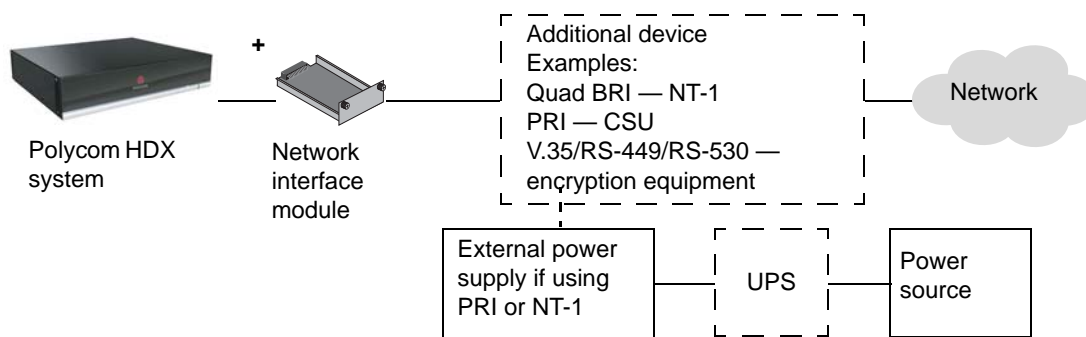 +
Polycom HDX
system
Network
interface
module
Additional device
Examples:
Quad BRI — NT-1
PRI — CSU
V.35/RS-449/RS-530 —
encryption equipment
Network
External power
supply if using
PRI or NT-1
UPS
Power
source